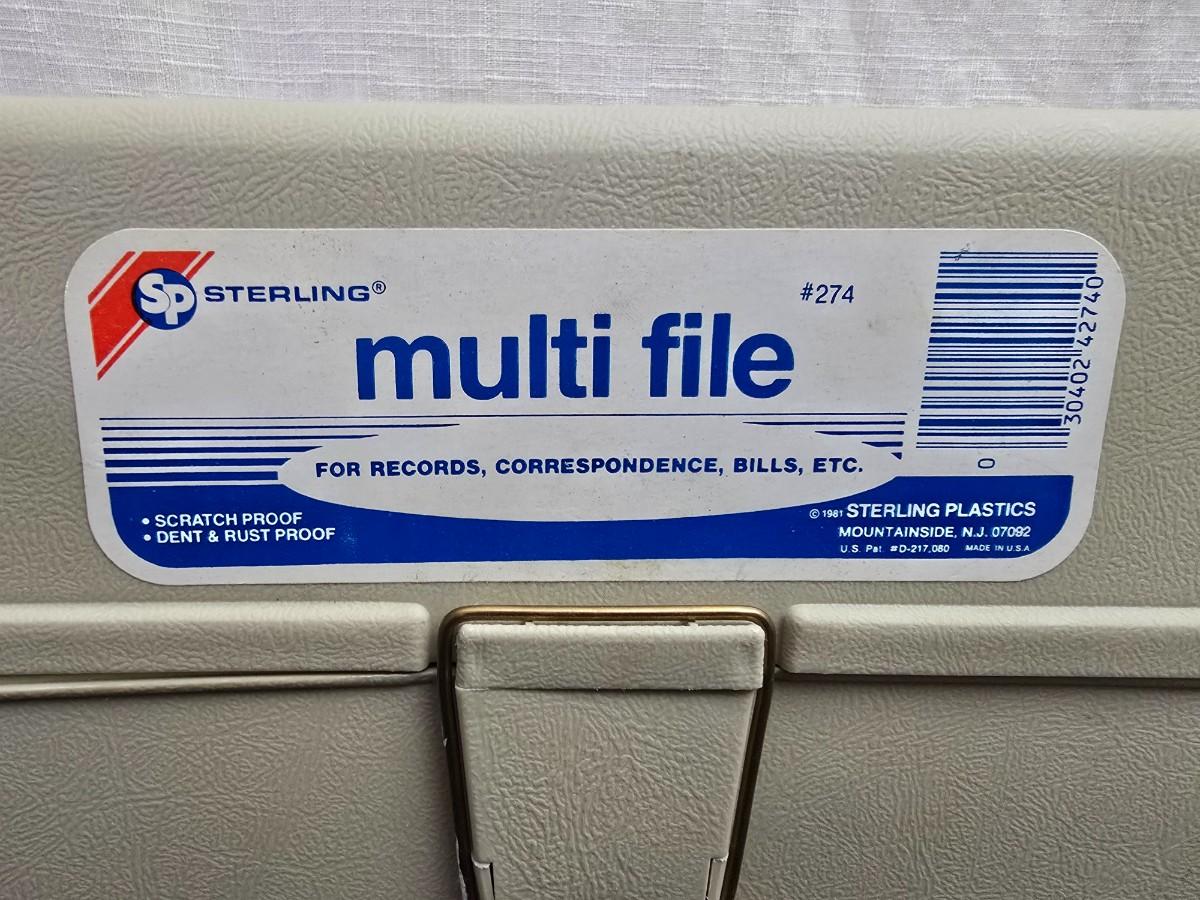 SP STERLING®
#274
multi file
FOR RECORDS, CORRESPONDENCE, BILLS, ETC.
• SCRATCH PROOF
• DENT & RUST PROOF
© 1981 STERLING PLASTICS
MOUNTAINSIDE, N.J. 07092
U.S. Pat. #D-217,080 MADE IN U.S.A
0
30402 42740